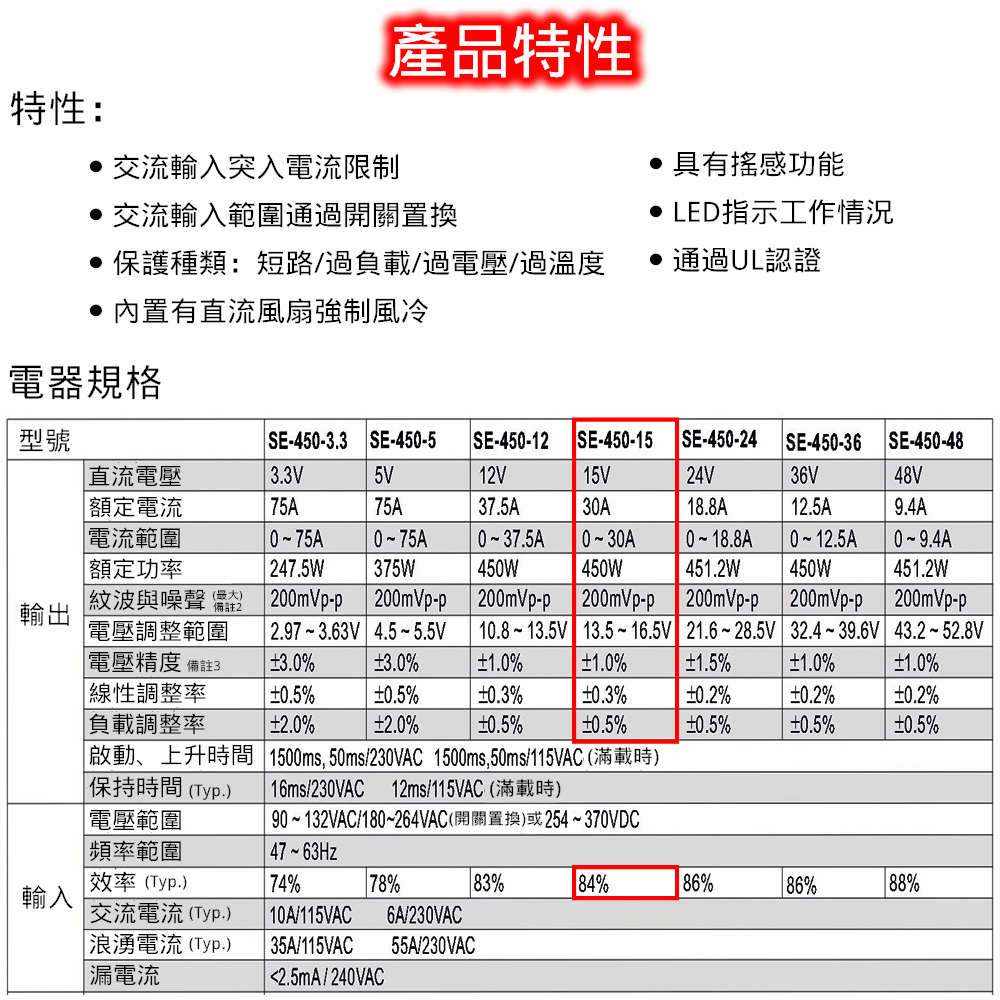 產品特性
特性：
• 交流輸入突入電流限制
• 具有搖感功能
• 交流輸入範圍通過開關置換
• LED指示工作情況
• 保護種類：短路/過負載/過電壓/過溫度
• 通過UL認證
• 內置有直流風扇強制風冷
電器規格
型號 SE-450-3.3 SE-450-5 SE-450-12 SE-450-15 SE-450-24 SE-450-36 SE-450-48
輸出
直流電壓 3.3V 5V 12V 15V 24V 36V 48V
額定電流 75A 75A 37.5A 30A 18.8A 12.5A 9.4A
電流範圍 0~75A 0~75A 0~37.5A 0~30A 0~18.8A 0~12.5A 0~9.4A
額定功率 247.5W 375W 450W 450W 451.2W 450W 451.2W
紋波與噪聲 (最大) 備註2 200mVp-p 200mVp-p 200mVp-p 200mVp-p 200mVp-p 200mVp-p 200mVp-p
電壓調整範圍 2.97~3.63V 4.5~5.5V 10.8~13.5V 13.5~16.5V 21.6~28.5V 32.4~39.6V 43.2~52.8V
電壓精度 備註3 ±3.0% ±3.0% ±1.0% ±1.0% ±1.5% ±1.0% ±1.0%
線性調整率 ±0.5% ±0.5% ±0.3% ±0.3% ±0.2% ±0.2% ±0.2%
負載調整率 ±2.0% ±2.0% ±0.5% ±0.5% ±0.5% ±0.5% ±0.5%
啟動、上升時間 1500ms, 50ms/230VAC 1500ms,50ms/115VAC (滿載時)
保持時間 (Typ.) 16ms/230VAC 12ms/115VAC (滿載時)
輸入
電壓範圍 90~132VAC/180~264VAC(開關置換)或 254~370VDC
頻率範圍 47~63Hz
效率 (Typ.) 74% 78% 83% 84% 86% 86% 88%
交流電流 (Typ.) 10A/115VAC 6A/230VAC
浪湧電流 (Typ.) 35A/115VAC 55A/230VAC
漏電流 <2.5mA / 240VAC